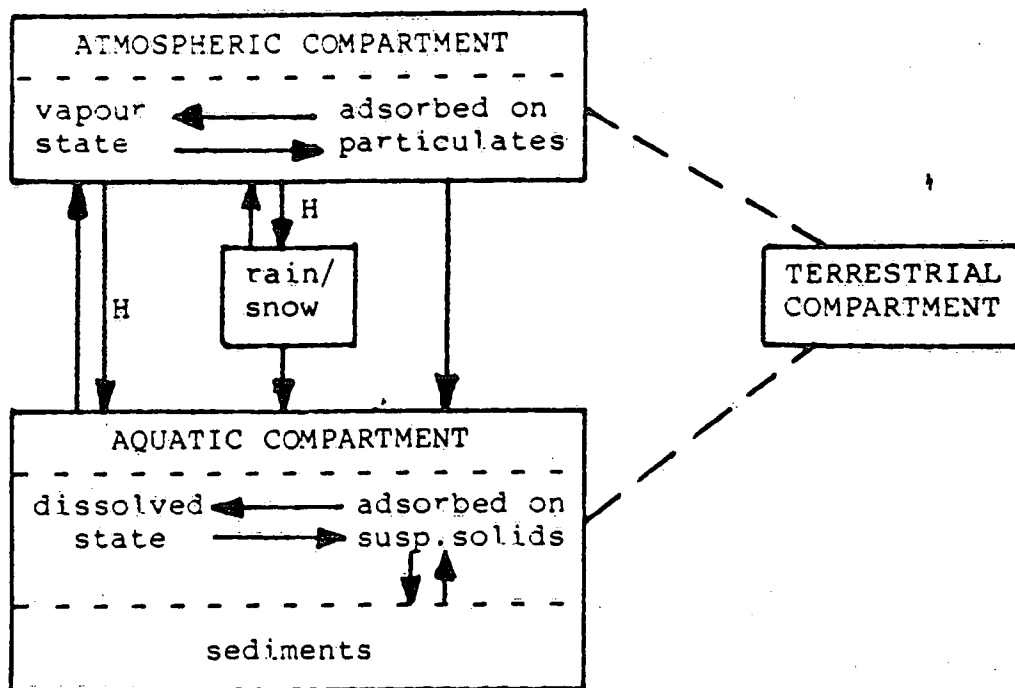 ATMOSPHERIC COMPARTMENT
vapour
state
adsorbed on
particulates
H
H
rain/
snow
TERRESTRIAL
COMPARTMENT
AQUATIC COMPARTMENT
dissolved
state
adsorbed on
susp.solids
sediments